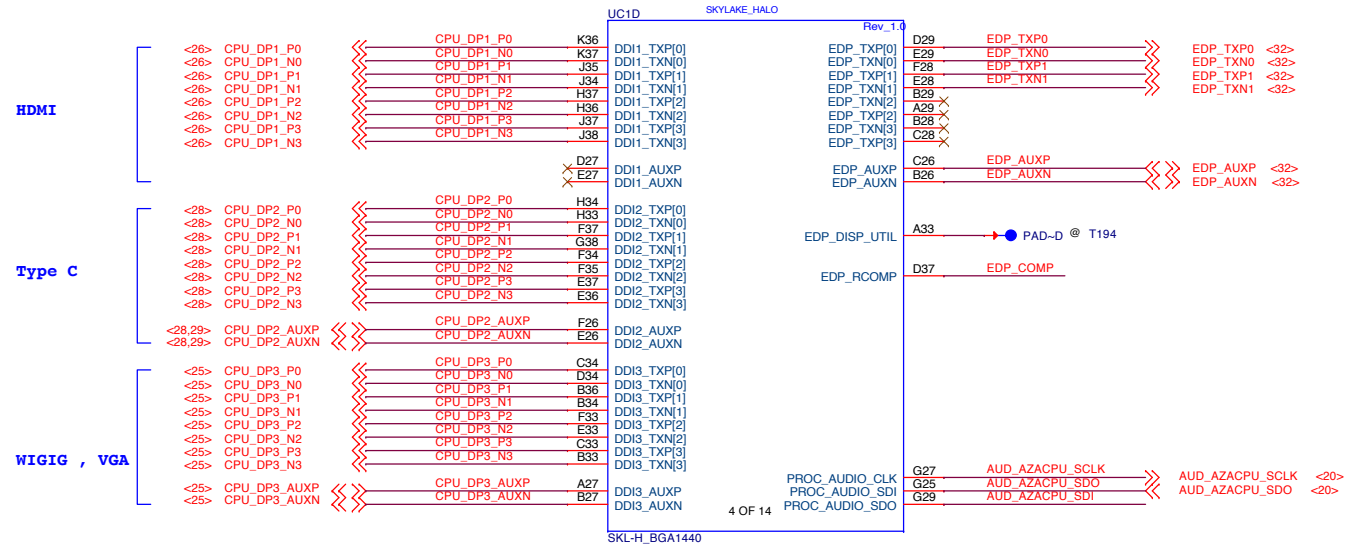 UC1D
SKYLAKE_HALO
Rev_1.0
HDMI
<26> CPU_DP1_P0 CPU_DP1_P0 K36 DDI1_TXP[0]
<26> CPU_DP1_N0 CPU_DP1_N0 K37 DDI1_TXN[0]
<26> CPU_DP1_P1 CPU_DP1_P1 J35 DDI1_TXP[1]
<26> CPU_DP1_N1 CPU_DP1_N1 J34 DDI1_TXN[1]
<26> CPU_DP1_P2 CPU_DP1_P2 H37 DDI1_TXP[2]
<26> CPU_DP1_N2 CPU_DP1_N2 H36 DDI1_TXN[2]
<26> CPU_DP1_P3 CPU_DP1_P3 J37 DDI1_TXP[3]
<26> CPU_DP1_N3 CPU_DP1_N3 J38 DDI1_TXN[3]
D27 DDI1_AUXP
E27 DDI1_AUXN
Type C
<28> CPU_DP2_P0 CPU_DP2_P0 H34 DDI2_TXP[0]
<28> CPU_DP2_N0 CPU_DP2_N0 H33 DDI2_TXN[0]
<28> CPU_DP2_P1 CPU_DP2_P1 F37 DDI2_TXP[1]
<28> CPU_DP2_N1 CPU_DP2_N1 G38 DDI2_TXN[1]
<28> CPU_DP2_P2 CPU_DP2_P2 F34 DDI2_TXP[2]
<28> CPU_DP2_N2 CPU_DP2_N2 F35 DDI2_TXN[2]
<28> CPU_DP2_P3 CPU_DP2_P3 E37 DDI2_TXP[3]
<28> CPU_DP2_N3 CPU_DP2_N3 E36 DDI2_TXN[3]
<28,29> CPU_DP2_AUXP CPU_DP2_AUXP F26 DDI2_AUXP
<28,29> CPU_DP2_AUXN CPU_DP2_AUXN E26 DDI2_AUXN
WIGIG , VGA
<25> CPU_DP3_P0 CPU_DP3_P0 C34 DDI3_TXP[0]
<25> CPU_DP3_N0 CPU_DP3_N0 D34 DDI3_TXN[0]
<25> CPU_DP3_P1 CPU_DP3_P1 B36 DDI3_TXP[1]
<25> CPU_DP3_N1 CPU_DP3_N1 B34 DDI3_TXN[1]
<25> CPU_DP3_P2 CPU_DP3_P2 F33 DDI3_TXP[2]
<25> CPU_DP3_N2 CPU_DP3_N2 E33 DDI3_TXN[2]
<25> CPU_DP3_P3 CPU_DP3_P3 C33 DDI3_TXP[3]
<25> CPU_DP3_N3 CPU_DP3_N3 B33 DDI3_TXN[3]
<25> CPU_DP3_AUXP CPU_DP3_AUXP A27 DDI3_AUXP
<25> CPU_DP3_AUXN CPU_DP3_AUXN B27 DDI3_AUXN
EDP_TXP[0] D29 EDP_TXP0 EDP_TXP0 <32>
EDP_TXN[0] E29 EDP_TXN0 EDP_TXN0 <32>
EDP_TXP[1] F28 EDP_TXP1 EDP_TXP1 <32>
EDP_TXN[1] E28 EDP_TXN1 EDP_TXN1 <32>
EDP_TXN[2] B29
EDP_TXP[2] A29
EDP_TXN[3] B28
EDP_TXP[3] C28
EDP_AUXP C26 EDP_AUXP EDP_AUXP <32>
EDP_AUXN B26 EDP_AUXN EDP_AUXN <32>
EDP_DISP_UTIL A33 PAD~D @ T194
EDP_RCOMP D37 EDP_COMP
PROC_AUDIO_CLK G27 AUD_AZACPU_SCLK AUD_AZACPU_SCLK <20>
PROC_AUDIO_SDI G25 AUD_AZACPU_SDO AUD_AZACPU_SDO <20>
PROC_AUDIO_SDO G29 AUD_AZACPU_SDI
4 OF 14
SKL-H_BGA1440